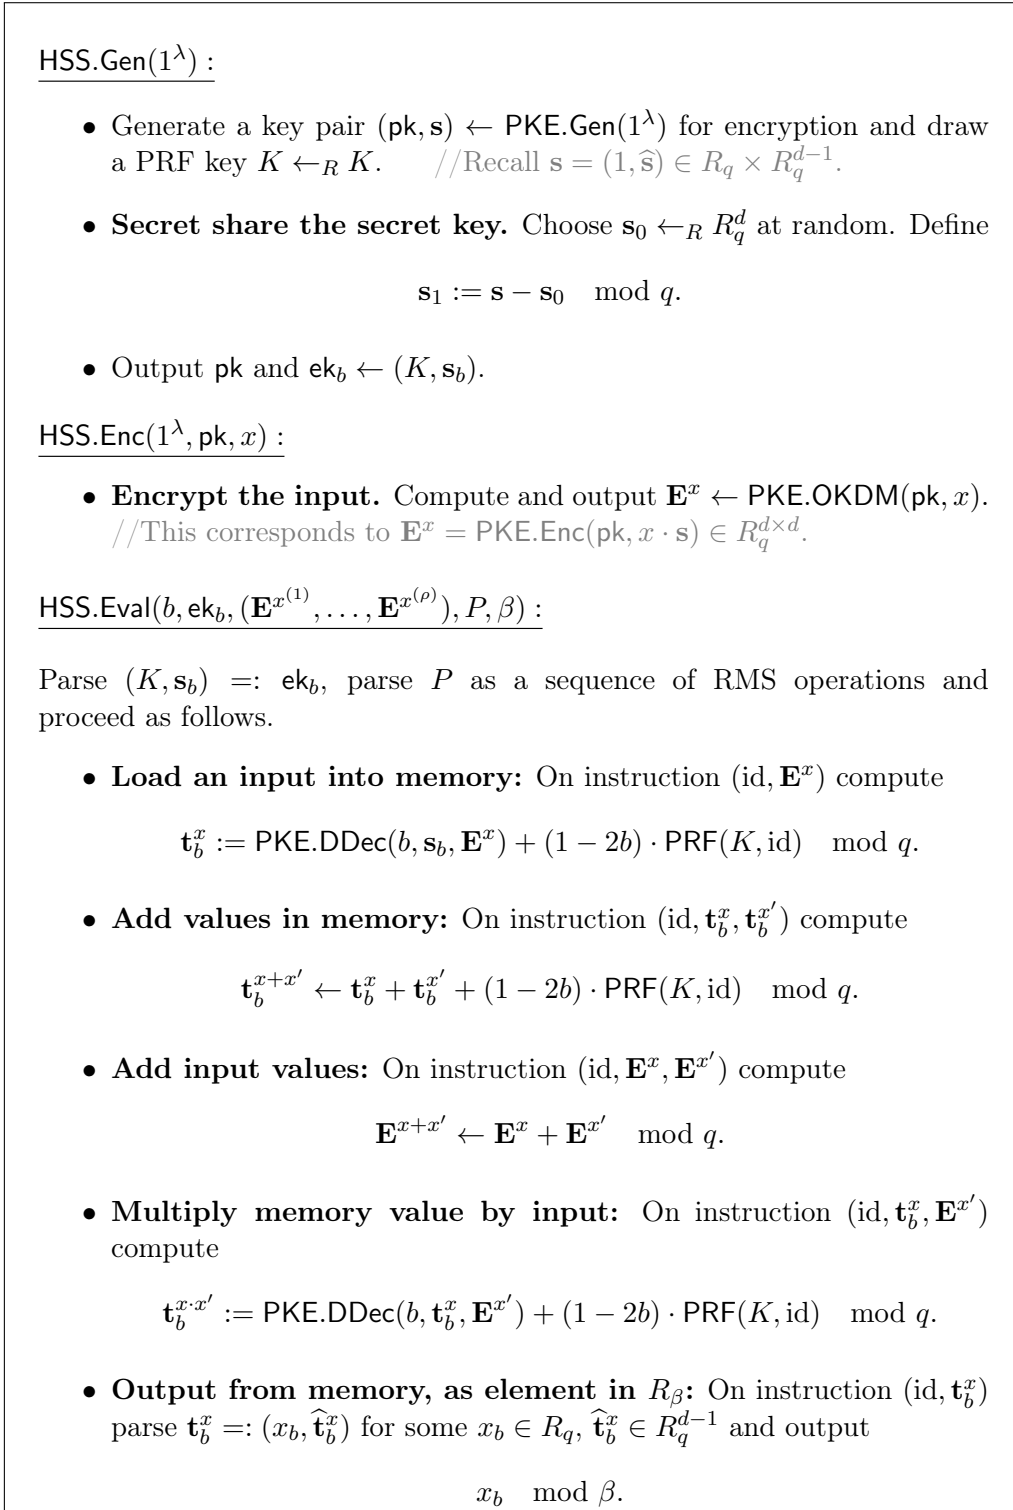 HSS.Gen(1^λ) :
• Generate a key pair (pk, s) ← PKE.Gen(1^λ) for encryption and draw
a PRF key K ←_R K. //Recall s = (1, ŝ) ∈ R_q × R_q^{d−1}.
• Secret share the secret key. Choose s_0 ←_R R_q^d at random. Define
s_1 := s − s_0 mod q.
• Output pk and ek_b ← (K, s_b).
HSS.Enc(1^λ, pk, x) :
• Encrypt the input. Compute and output E^x ← PKE.OKDM(pk, x).
//This corresponds to E^x = PKE.Enc(pk, x · s) ∈ R_q^{d×d}.
HSS.Eval(b, ek_b, (E^{x^{(1)}}, . . . , E^{x^{(ρ)}}), P, β) :
Parse (K, s_b) =: ek_b, parse P as a sequence of RMS operations and
proceed as follows.
• Load an input into memory: On instruction (id, E^x) compute
t_b^x := PKE.DDec(b, s_b, E^x) + (1 − 2b) · PRF(K, id) mod q.
• Add values in memory: On instruction (id, t_b^x, t_b^{x'}) compute
t_b^{x+x'} ← t_b^x + t_b^{x'} + (1 − 2b) · PRF(K, id) mod q.
• Add input values: On instruction (id, E^x, E^{x'}) compute
E^{x+x'} ← E^x + E^{x'} mod q.
• Multiply memory value by input: On instruction (id, t_b^x, E^{x'})
compute
t_b^{x·x'} := PKE.DDec(b, t_b^x, E^{x'}) + (1 − 2b) · PRF(K, id) mod q.
• Output from memory, as element in R_β: On instruction (id, t_b^x)
parse t_b^x =: (x_b, t̂_b^x) for some x_b ∈ R_q, t̂_b^x ∈ R_q^{d−1} and output
x_b mod β.